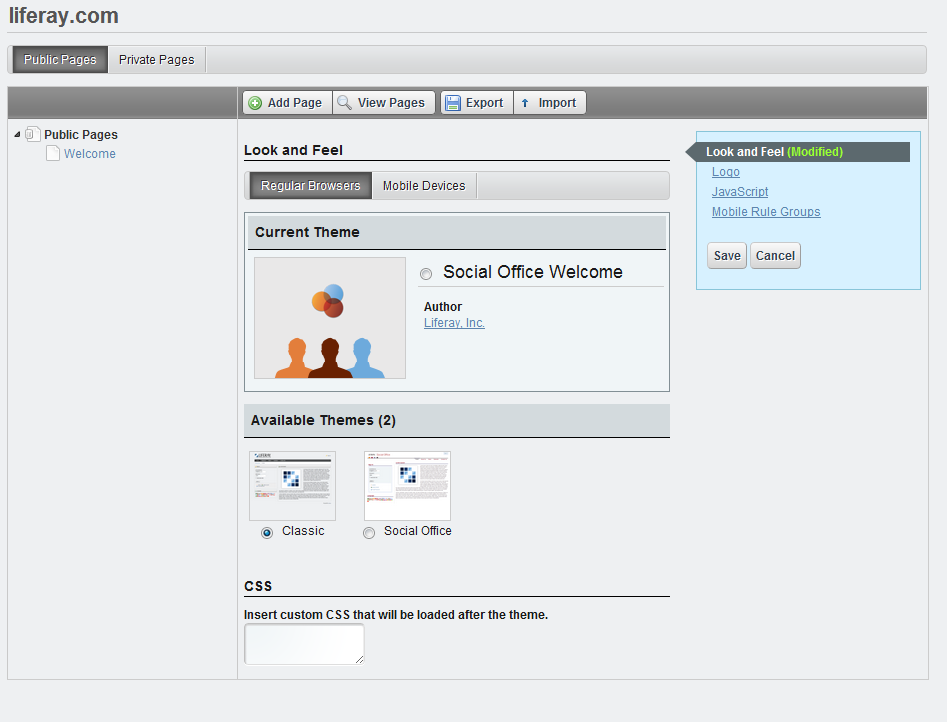 liferay.com
Public Pages Private Pages
Add Page View Pages Export Import
Public Pages
Welcome
Look and Feel
Regular Browsers Mobile Devices
Current Theme
Social Office Welcome
Author
Liferay, Inc.
Available Themes (2)
Classic Social Office
CSS
Insert custom CSS that will be loaded after the theme.
Look and Feel (Modified)
Logo
JavaScript
Mobile Rule Groups
Save Cancel